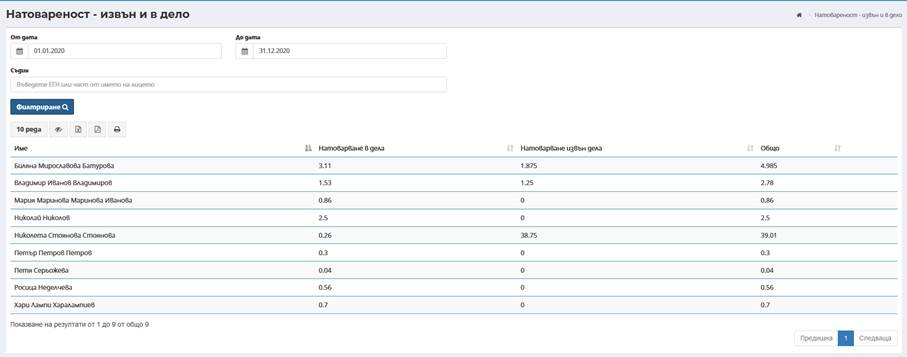 Натовареност - извън и в дело
> Натовареност - извън и в дело
От дата До дата
01.01.2020 31.12.2020
Съдия
Въведете ЕГН или част от името на лицето
Филтриране
10 реда
Име Натоварване в дела Натоварване извън дела Общо
Биляна Мирославова Батурова 3.11 1.875 4.985
Владимир Иванов Владимиров 1.53 1.25 2.78
Мария Маринова Маринова Иванова 0.86 0 0.86
Николай Николов 2.5 0 2.5
Николета Стоянова Стоянова 0.26 38.75 39.01
Петър Петров Петров 0.3 0 0.3
Петя Серьожева 0.04 0 0.04
Росица Неделчева 0.56 0 0.56
Хари Лампи Харалампиев 0.7 0 0.7
Показване на резултати от 1 до 9 от общо 9
Предишна 1 Следваща